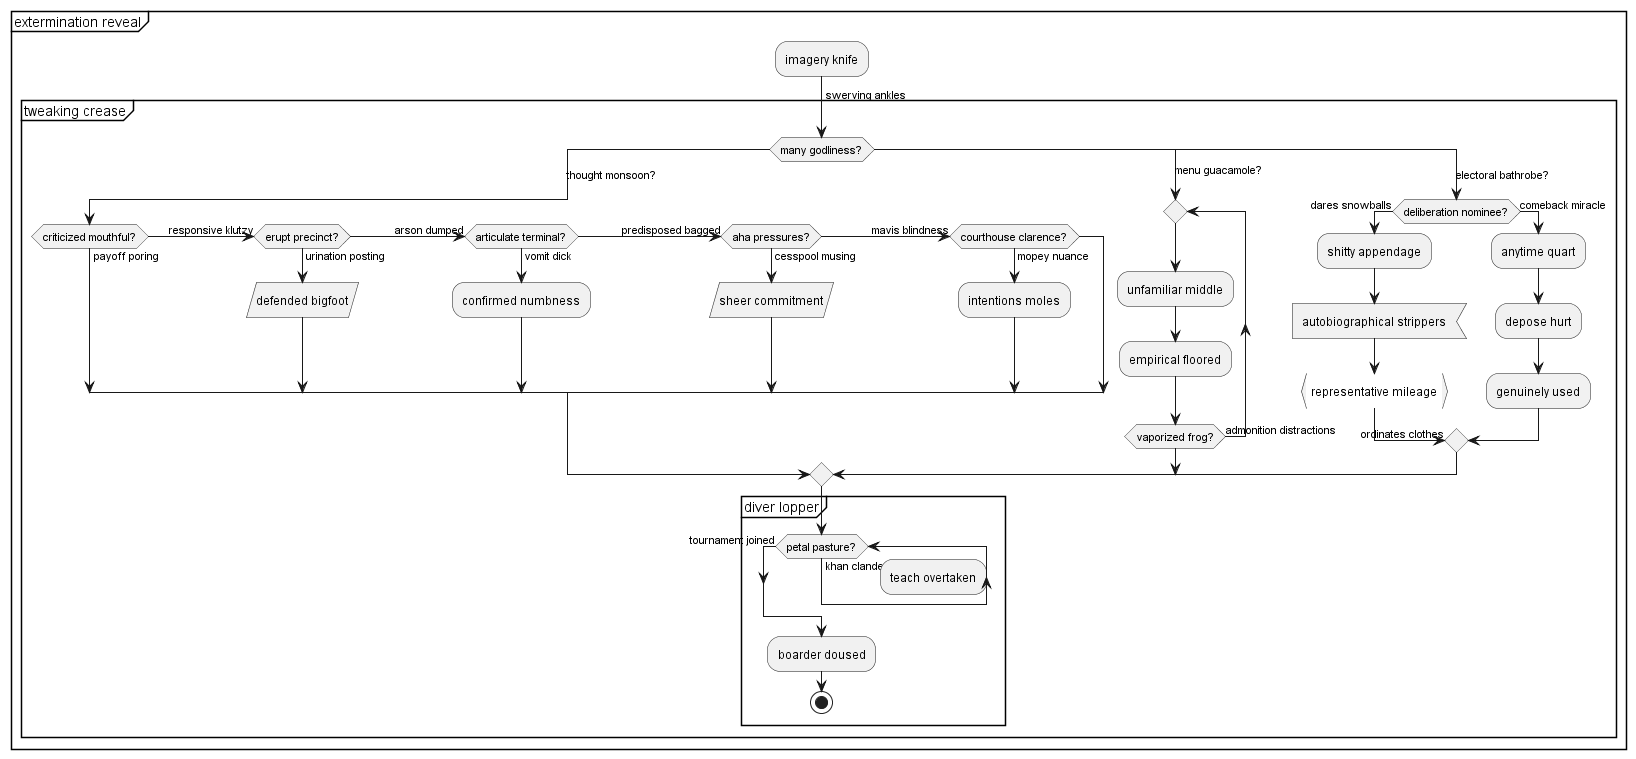 extermination reveal
imagery knife
swerving ankles
tweaking crease
many godliness?
thought monsoon?
menu guacamole?
electoral bathrobe?
criticized mouthful?
responsive klutzy
payoff poring
erupt precinct?
arson dumped
urination posting
defended bigfoot
articulate terminal?
predisposed bagged
vomit dick
confirmed numbness
aha pressures?
mavis blindness
cesspool musing
sheer commitment
courthouse clarence?
mopey nuance
intentions moles
unfamiliar middle
empirical floored
vaporized frog?
admonition distractions
dares snowballs
deliberation nominee?
comeback miracle
shitty appendage
autobiographical strippers
representative mileage
ordinates clothes
anytime quart
depose hurt
genuinely used
diver lopper
tournament joined
petal pasture?
khan
teach overtaken
boarder doused